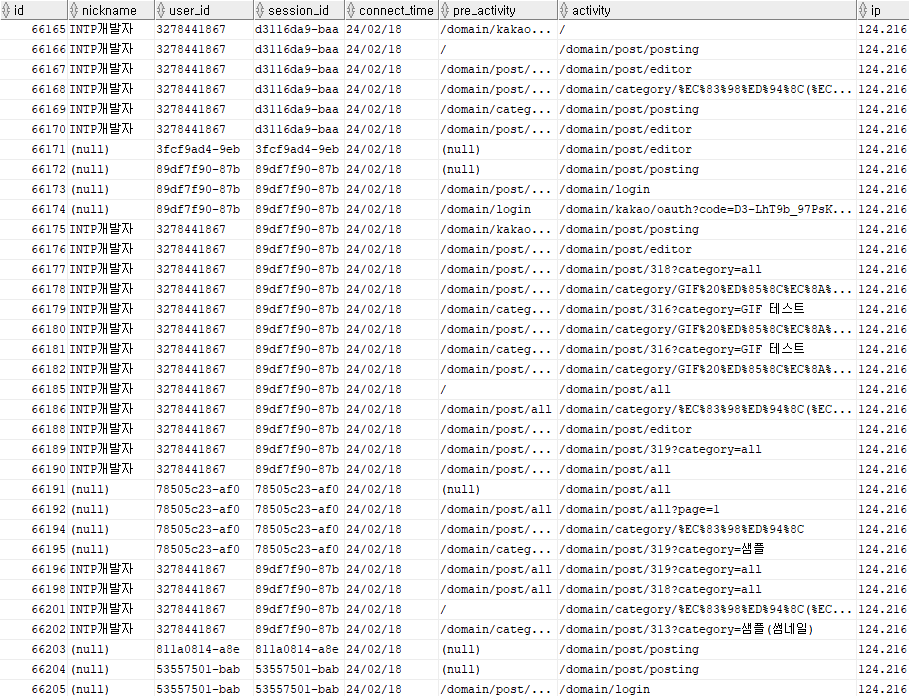 id nickname user_id session_id connect_time pre_activity activity ip
66165 INTP개발자 3278441867 d3116da9-baa 24/02/18 /domain/kakao... / 124.216
66166 INTP개발자 3278441867 d3116da9-baa 24/02/18 / /domain/post/posting 124.216
66167 INTP개발자 3278441867 d3116da9-baa 24/02/18 /domain/post/... /domain/post/editor 124.216
66168 INTP개발자 3278441867 d3116da9-baa 24/02/18 /domain/post/... /domain/category/%EC%83%98%ED%94%8C(%EC... 124.216
66169 INTP개발자 3278441867 d3116da9-baa 24/02/18 /domain/categ... /domain/post/posting 124.216
66170 INTP개발자 3278441867 d3116da9-baa 24/02/18 /domain/post/... /domain/post/editor 124.216
66171 (null) 3fcf9ad4-9eb 3fcf9ad4-9eb 24/02/18 (null) /domain/post/editor 124.216
66172 (null) 89df7f90-87b 89df7f90-87b 24/02/18 (null) /domain/post/posting 124.216
66173 (null) 89df7f90-87b 89df7f90-87b 24/02/18 /domain/post/... /domain/login 124.216
66174 (null) 89df7f90-87b 89df7f90-87b 24/02/18 /domain/login /domain/kakao/oauth?code=D3-LhT9b_97PsK... 124.216
66175 INTP개발자 3278441867 89df7f90-87b 24/02/18 /domain/kakao... /domain/post/posting 124.216
66176 INTP개발자 3278441867 89df7f90-87b 24/02/18 /domain/post/... /domain/post/editor 124.216
66177 INTP개발자 3278441867 89df7f90-87b 24/02/18 /domain/post/... /domain/post/318?category=all 124.216
66178 INTP개발자 3278441867 89df7f90-87b 24/02/18 /domain/post/... /domain/category/GIF%20%ED%85%8C%EC%8A%... 124.216
66179 INTP개발자 3278441867 89df7f90-87b 24/02/18 /domain/categ... /domain/post/316?category=GIF 테스트 124.216
66180 INTP개발자 3278441867 89df7f90-87b 24/02/18 /domain/post/... /domain/category/GIF%20%ED%85%8C%EC%8A%... 124.216
66181 INTP개발자 3278441867 89df7f90-87b 24/02/18 /domain/categ... /domain/post/316?category=GIF 테스트 124.216
66182 INTP개발자 3278441867 89df7f90-87b 24/02/18 /domain/post/... /domain/category/GIF%20%ED%85%8C%EC%8A%... 124.216
66185 INTP개발자 3278441867 89df7f90-87b 24/02/18 / /domain/post/all 124.216
66186 INTP개발자 3278441867 89df7f90-87b 24/02/18 /domain/post/all /domain/category/%EC%83%98%ED%94%8C(%EC... 124.216
66188 INTP개발자 3278441867 89df7f90-87b 24/02/18 /domain/post/... /domain/post/editor 124.216
66189 INTP개발자 3278441867 89df7f90-87b 24/02/18 /domain/post/... /domain/post/319?category=all 124.216
66190 INTP개발자 3278441867 89df7f90-87b 24/02/18 /domain/post/... /domain/post/all 124.216
66191 (null) 78505c23-af0 78505c23-af0 24/02/18 (null) /domain/post/all 124.216
66192 (null) 78505c23-af0 78505c23-af0 24/02/18 /domain/post/all /domain/post/all?page=1 124.216
66194 (null) 78505c23-af0 78505c23-af0 24/02/18 /domain/post/... /domain/category/%EC%83%98%ED%94%8C 124.216
66195 (null) 78505c23-af0 78505c23-af0 24/02/18 /domain/categ... /domain/post/319?category=샘플 124.216
66196 INTP개발자 3278441867 89df7f90-87b 24/02/18 /domain/post/all /domain/post/319?category=all 124.216
66198 INTP개발자 3278441867 89df7f90-87b 24/02/18 /domain/post/all /domain/post/318?category=all 124.216
66201 INTP개발자 3278441867 89df7f90-87b 24/02/18 / /domain/category/%EC%83%98%ED%94%8C(%EC... 124.216
66202 INTP개발자 3278441867 89df7f90-87b 24/02/18 /domain/categ... /domain/post/313?category=샘플(썸네일) 124.216
66203 (null) 811a0814-a8e 811a0814-a8e 24/02/18 (null) /domain/post/posting 124.216
66204 (null) 53557501-bab 53557501-bab 24/02/18 (null) /domain/post/posting 124.216
66205 (null) 53557501-bab 53557501-bab 24/02/18 /domain/post/... /domain/login 124.216